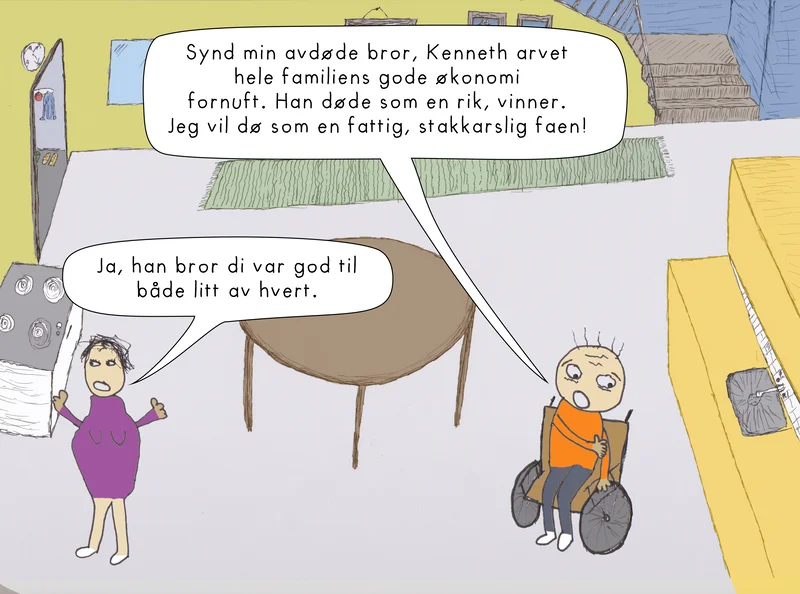 Synd min avdøde bror, Kenneth arvet
hele familiens gode økonomi
fornuft. Han døde som en rik, vinner.
Jeg vil dø som en fattig, stakkarslig faen!
Ja, han bror di var god til
både litt av hvert.